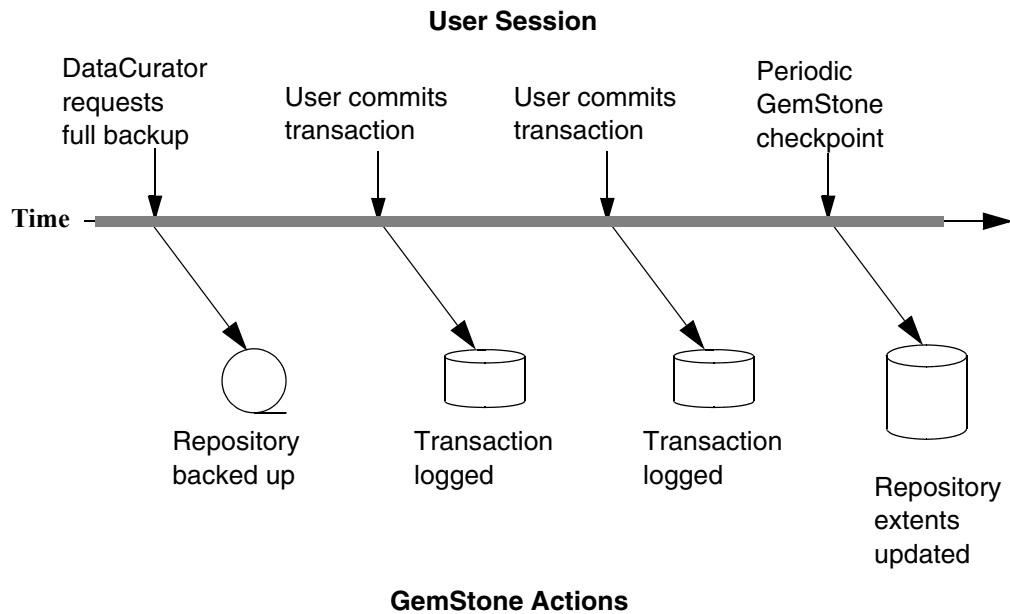 User Session
DataCurator
requests
full backup
User commits
transaction
User commits
transaction
Periodic
GemStone
checkpoint
Time
Repository
backed up
Transaction
logged
Transaction
logged
Repository
extents
updated
GemStone Actions